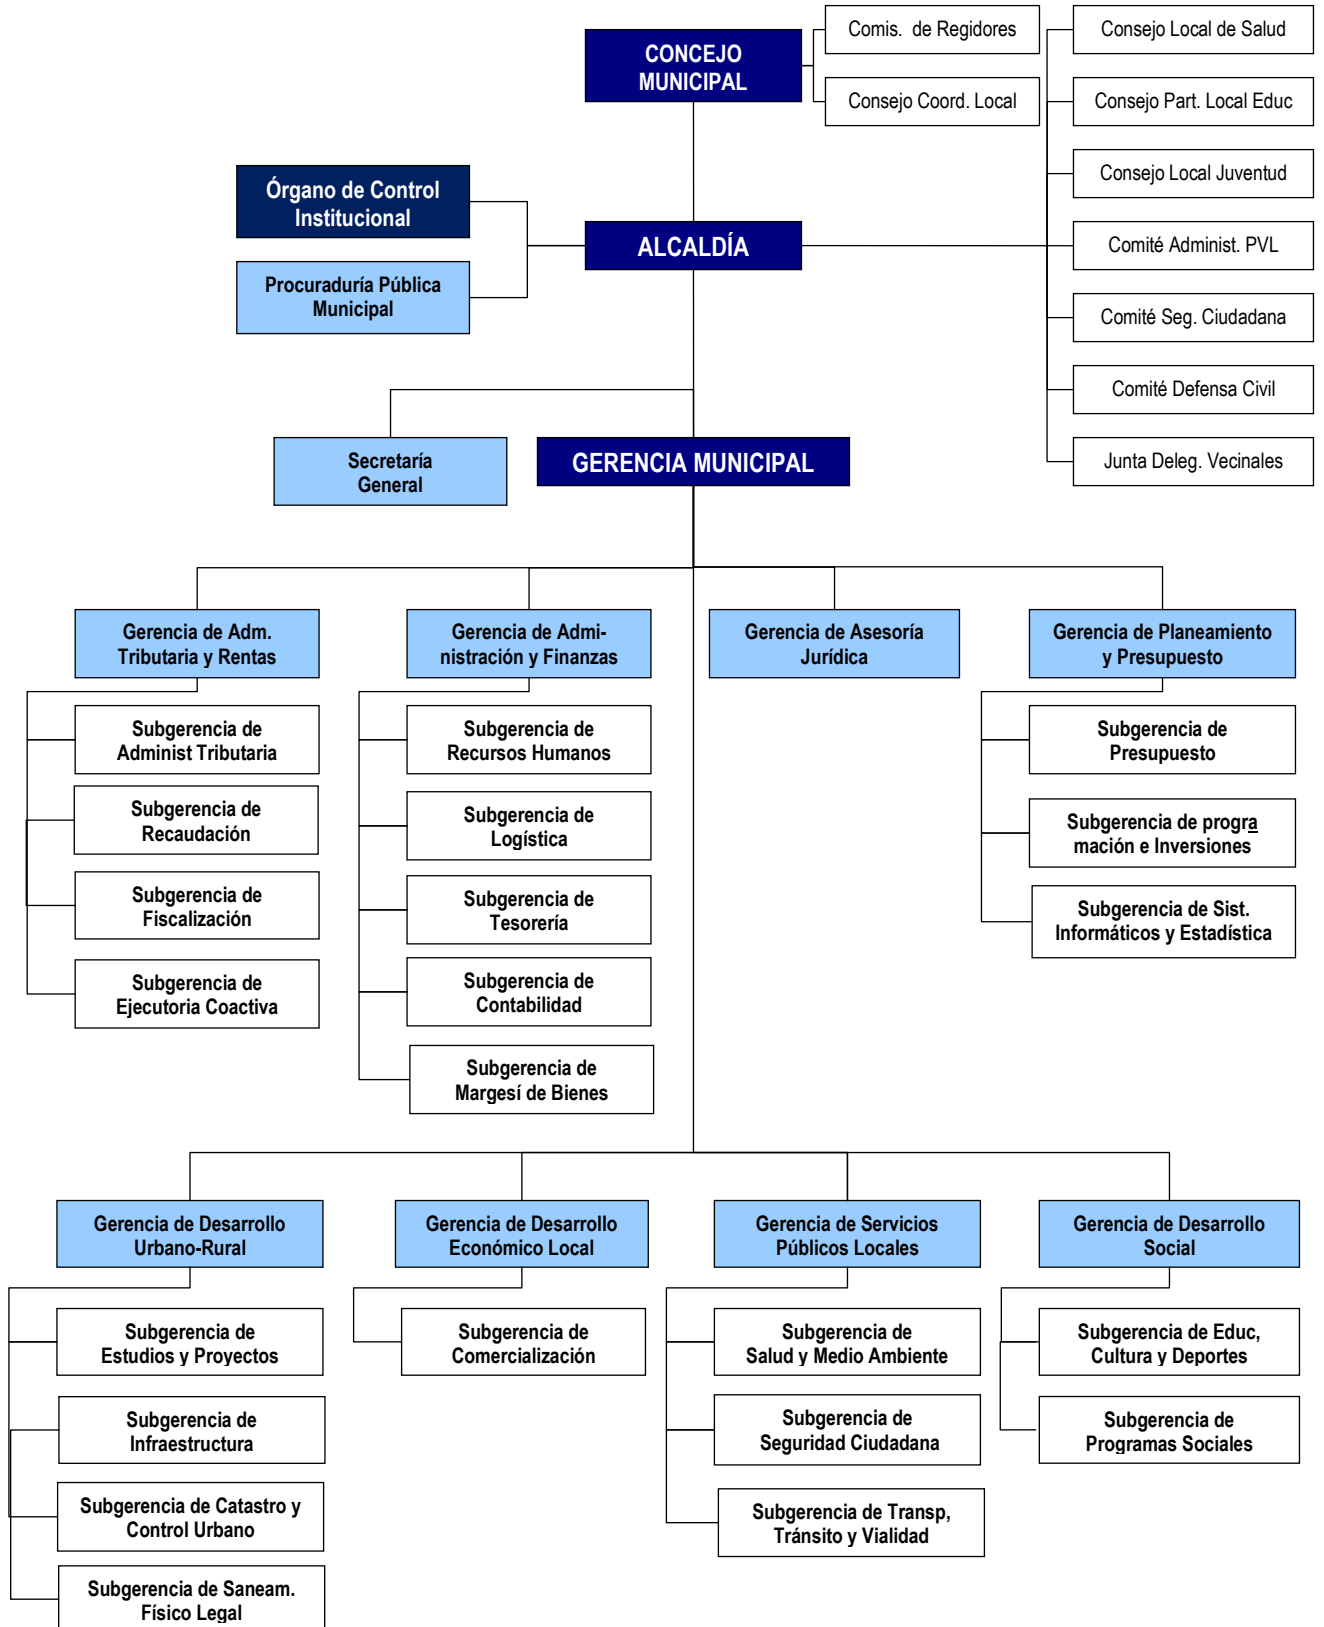 CONCEJO
MUNICIPAL
Comis.  de Regidores
Consejo Coord. Local
Consejo Local de Salud
Consejo Part. Local Educ
Consejo Local Juventud
Comité Administ. PVL
Comité Seg. Ciudadana
Comité Defensa Civil
Junta Deleg. Vecinales
Órgano de Control
Institucional
Procuraduría Pública
Municipal
ALCALDÍA
Secretaría
General
GERENCIA MUNICIPAL
Gerencia de Adm.
Tributaria y Rentas
Subgerencia de
Administ Tributaria
Subgerencia de
Recaudación
Subgerencia de
Fiscalización
Subgerencia de
Ejecutoria Coactiva
Gerencia de Admi-
nistración y Finanzas
Subgerencia de
Recursos Humanos
Subgerencia de
Logística
Subgerencia de
Tesorería
Subgerencia de
Contabilidad
Subgerencia de
Margesí de Bienes
Gerencia de Asesoría
Jurídica
Gerencia de Planeamiento
y Presupuesto
Subgerencia de
Presupuesto
Subgerencia de progra
mación e Inversiones
Subgerencia de Sist.
Informáticos y Estadística
Gerencia de Desarrollo
Urbano-Rural
Subgerencia de
Estudios y Proyectos
Subgerencia de
Infraestructura
Subgerencia de Catastro y
Control Urbano
Subgerencia de Saneam.
Físico Legal
Gerencia de Desarrollo
Económico Local
Subgerencia de
Comercialización
Gerencia de Servicios
Públicos Locales
Subgerencia de
Salud y Medio Ambiente
Subgerencia de
Seguridad Ciudadana
Subgerencia de Transp,
Tránsito y Vialidad
Gerencia de Desarrollo
Social
Subgerencia de Educ,
Cultura y Deportes
Subgerencia de
Programas Sociales